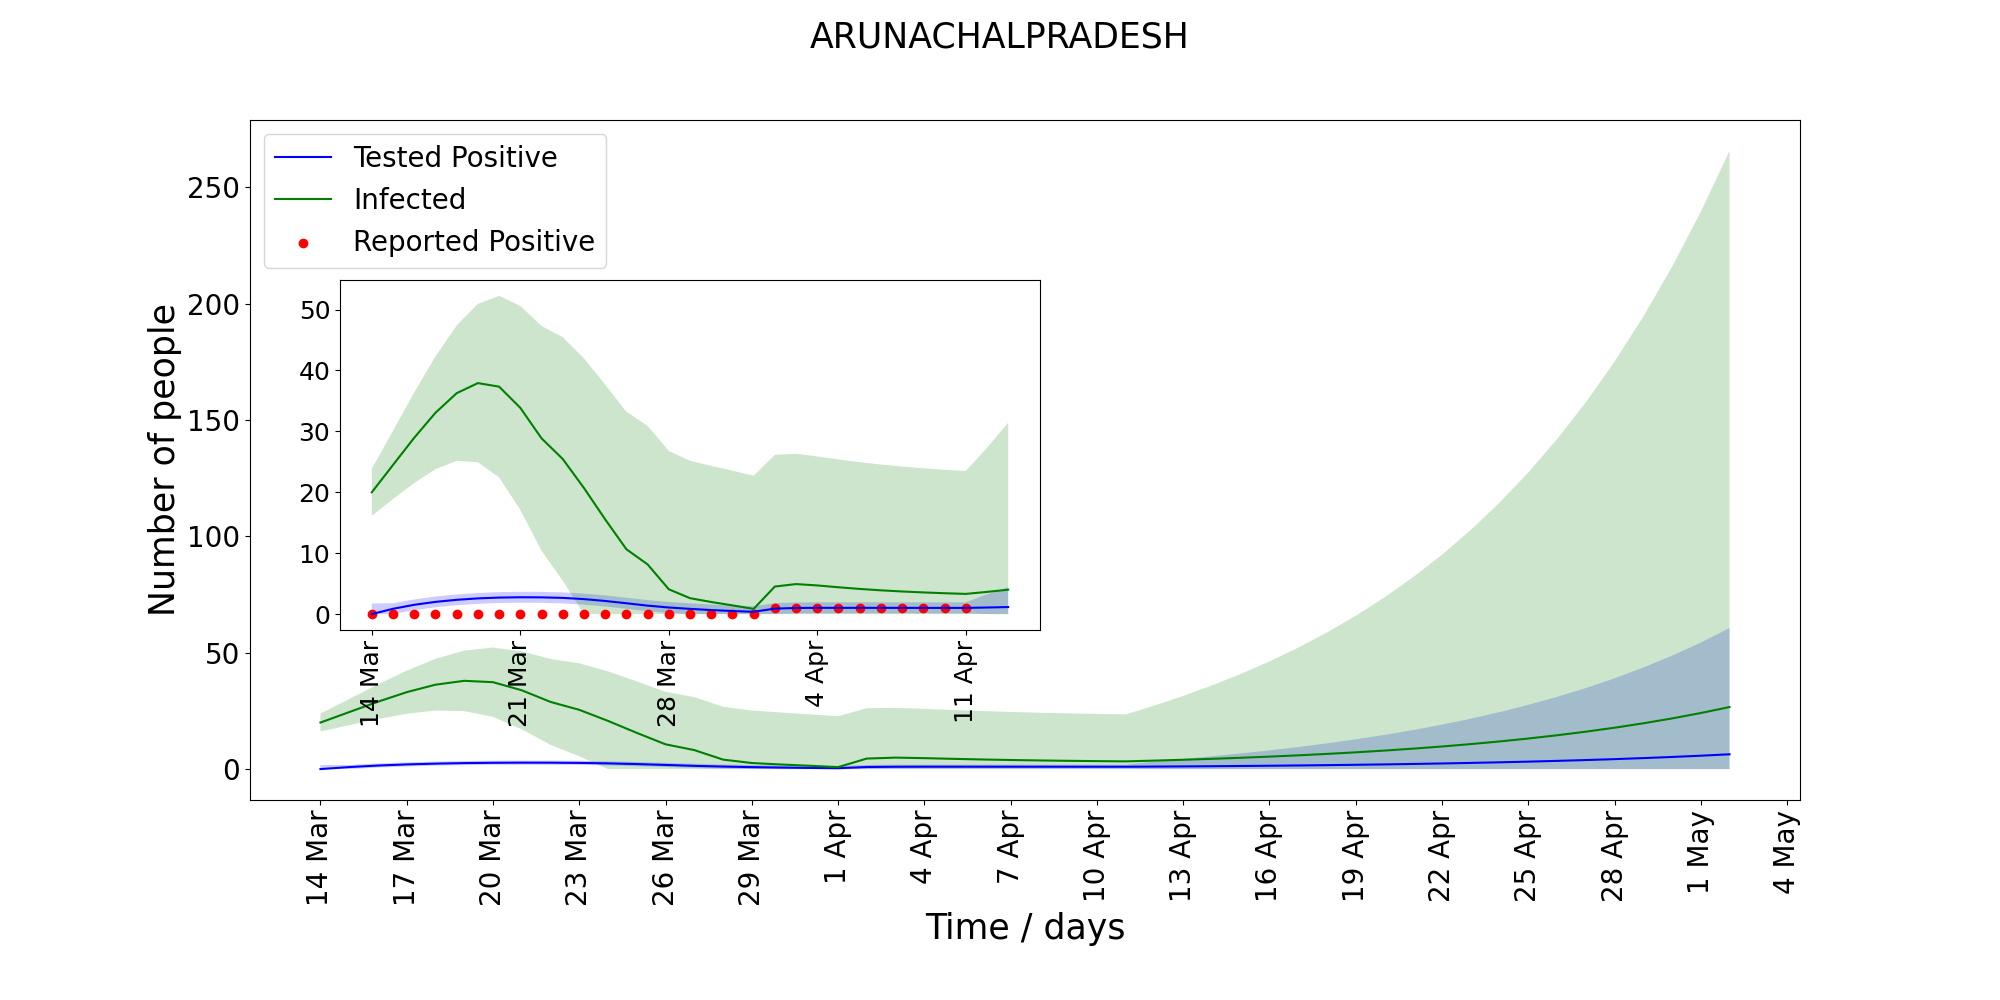 ARUNACHALPRADESH
Tested Positive
Infected
Reported Positive
Number of people
250
200
150
100
50
0
50
40
30
20
10
0
14 Mar
21 Mar
28 Mar
4 Apr
11 Apr
14 Mar
17 Mar
20 Mar
23 Mar
26 Mar
29 Mar
1 Apr
4 Apr
7 Apr
10 Apr
13 Apr
16 Apr
19 Apr
22 Apr
25 Apr
28 Apr
1 May
4 May
Time / days